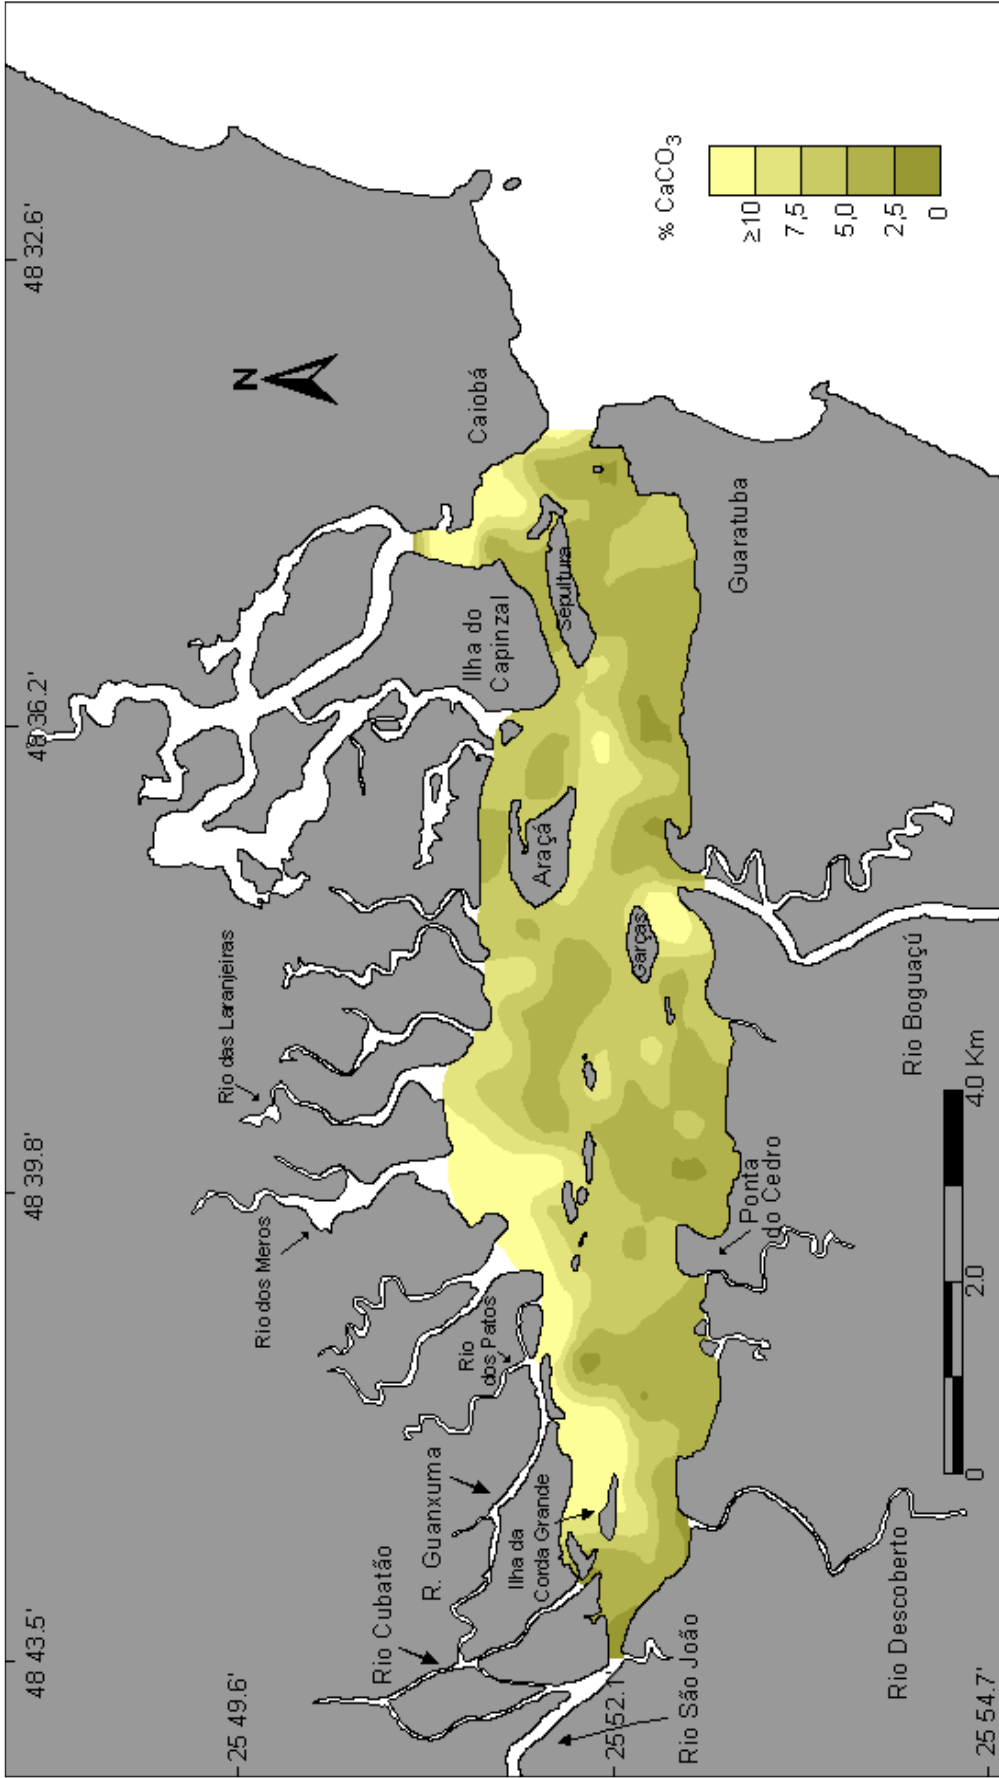 48 43.5'
48 39.8'
48 36.2'
48 32.6'
25 49.6'
25 52.1'
25 54.7'
N
Rio das Laranjeiras
Rio dos Meros
Rio
dos Patos
R. Guanxuma
Rio Cubatão
Ilha da
Corda Grande
Rio São João
Rio Descoberto
Ilha do
Capinzal
Caiobá
Sepultura
Araçá
Garças
Guaratuba
Rio Boguaçú
Ponta
do Cedro
0
2.0
4.0 Km
% CaCO₃
≥10
7,5
5,0
2,5
0